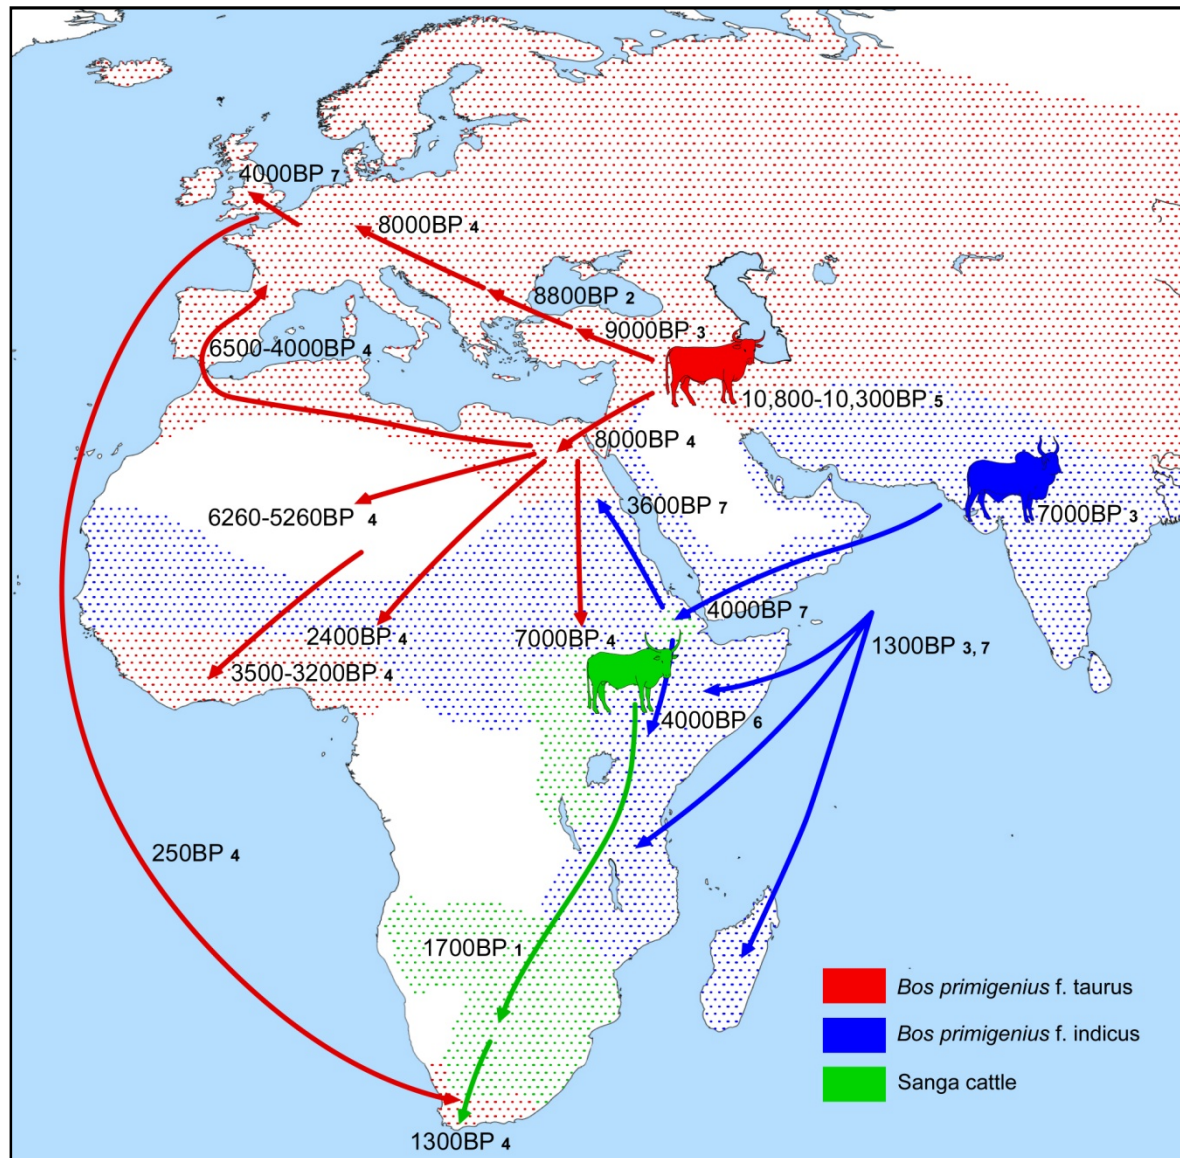 4000BP 7
8000BP 4
8800BP 2
9000BP 3
6500-4000BP 4
10,800-10,300BP 5
8000BP 4
6260-5260BP 4
3600BP 7
7000BP 3
4000BP 7
2400BP 4
7000BP 4
1300BP 3, 7
3500-3200BP 4
4000BP 6
250BP 4
1700BP 1
Bos primigenius f. taurus
Bos primigenius f. indicus
Sanga cattle
1300BP 4